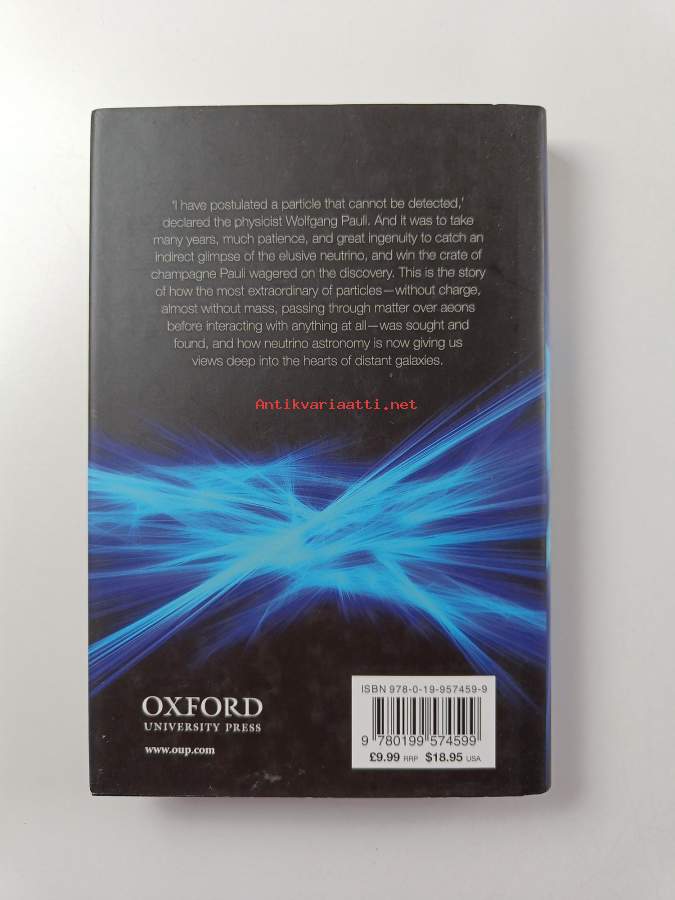 'I have postulated a particle that cannot be detected,'
declared the physicist Wolfgang Pauli. And it was to take
many years, much patience, and great ingenuity to catch an
indirect glimpse of the elusive neutrino, and win the crate of
champagne Pauli wagered on the discovery. This is the story
of how the most extraordinary of particles—without charge,
almost without mass, passing through matter over aeons
before interacting with anything at all—was sought and
found, and how neutrino astronomy is now giving us
views deep into the hearts of distant galaxies.
Antikvariaatti.net
OXFORD
UNIVERSITY PRESS
www.oup.com
ISBN 978-0-19-957459-9
9 780199 574599
£9.99 RRP $18.95 USA